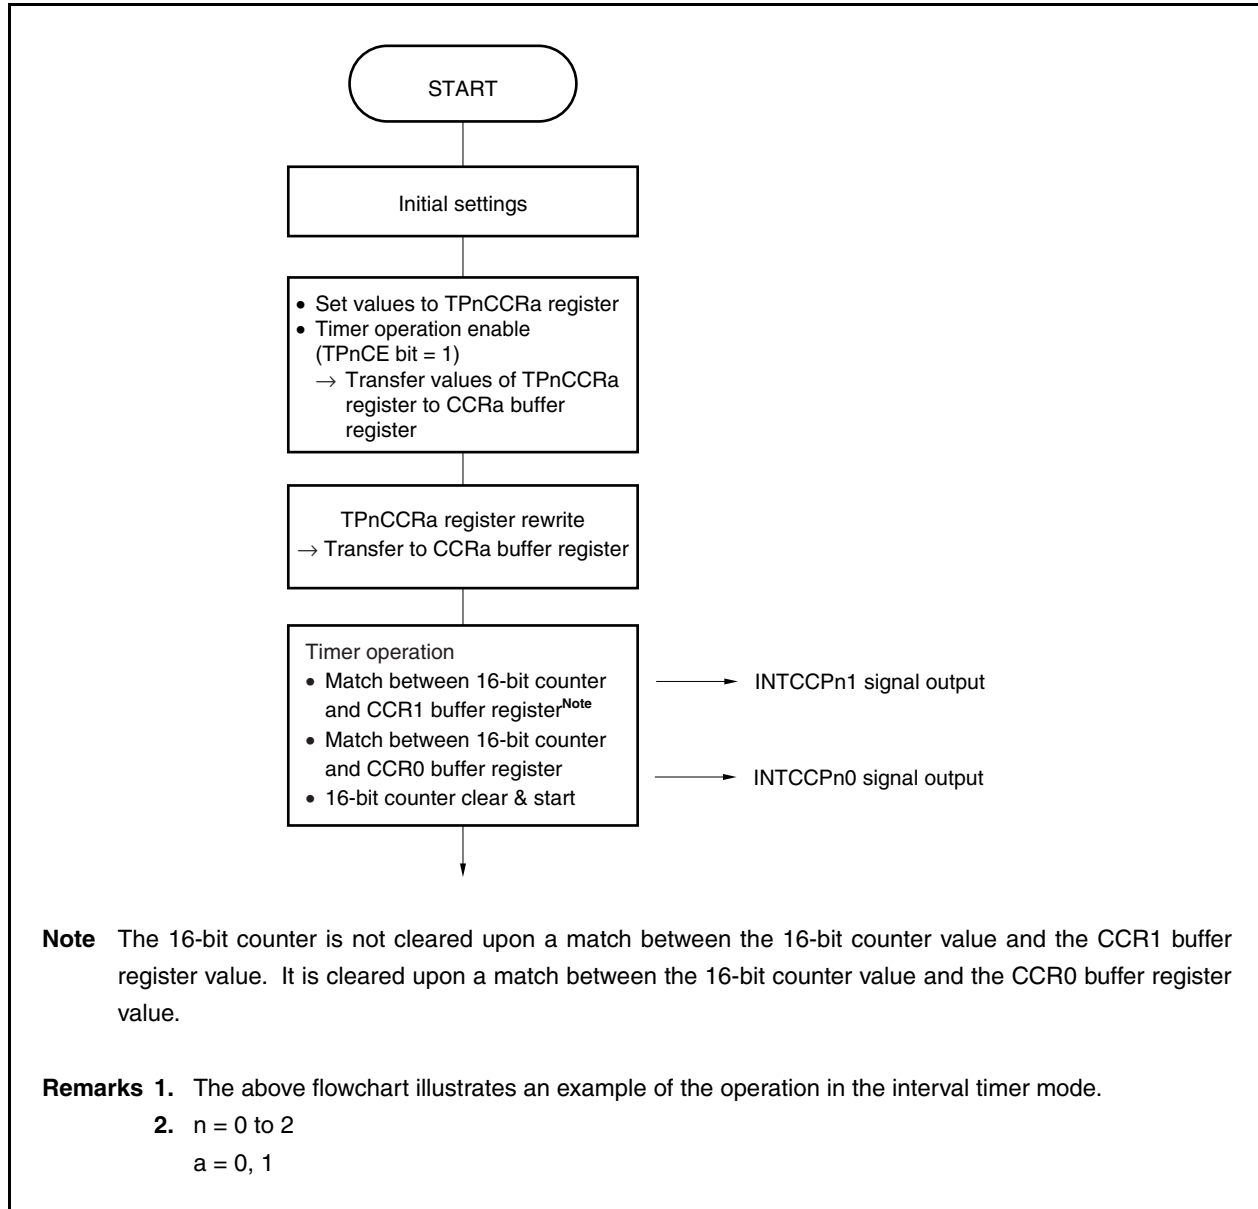 START
Initial settings
• Set values to TPnCCRa register
• Timer operation enable
(TPnCE bit = 1)
→ Transfer values of TPnCCRa
register to CCRa buffer
register
TPnCCRa register rewrite
→ Transfer to CCRa buffer register
Timer operation
• Match between 16-bit counter
and CCR1 buffer registerNote
→ INTCCPn1 signal output
• Match between 16-bit counter
and CCR0 buffer register
→ INTCCPn0 signal output
• 16-bit counter clear & start
Note The 16-bit counter is not cleared upon a match between the 16-bit counter value and the CCR1 buffer
register value. It is cleared upon a match between the 16-bit counter value and the CCR0 buffer register
value.
Remarks 1. The above flowchart illustrates an example of the operation in the interval timer mode.
2. n = 0 to 2
a = 0, 1